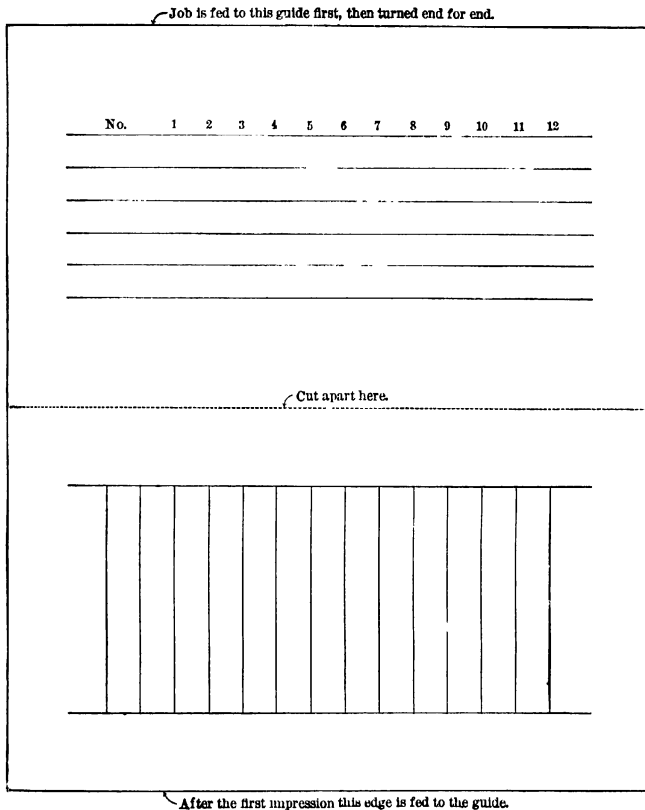 Job is fed to this guide first, then turned end for end.
No. 1 2 3 4 5 6 7 8 9 10 11 12
Cut apart here.
After the first impression this edge is fed to the guide.